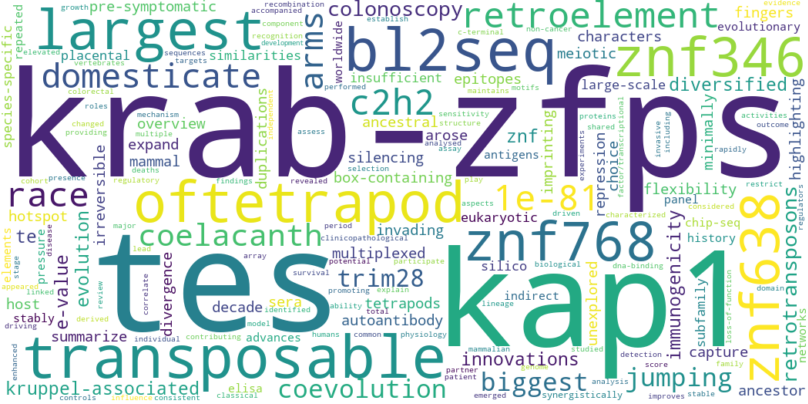 krab-zfps
tes
kap1
transposable
largest
oftetrapod
bl2seq
znf346
znf638
znf768
retroelement
domesticate
coelacanth
1e-81
c2h2
race
arms
jumping
biggest
coevolution
retrotransposons
trim28
innovations
kruppel-associated
colonoscopy
pre-symptomatic
diversified
placental
similarities
overview
expand
arose
znf
insufficient
epitopes
ancestral
silencing
mammal
box-containing
eukaryotic
invading
multiplexed
tetrapods
autoantibody
in silico
indirect
unexplored
immunogenicity
subfamily
capture
ancestor
networks
flexibility
panel
chip-seq
history
minimally
highlighting
large-scale
characters
meiotic
evolutionary
fingers
antigens
imprinting
repression
choice
duplications
irreversible
species-specific
repeated
hotspot
te
elements
pressure
evolution
e-value
host
stably
summarize
divergence
decade
sera
elisa
advances
individual
correlate
driving
linked
derived
review
lead
array
model
survival
potential
period
clinicopathological
revealed
selection
assess
performed
mechanism
multiple
roles
targets
sequences
vertebrates
elevated
growth
accompanied
recombination
component
recognition
development
establish
worldwide
colorectal
changed
providing
cohort
presence
deaths
regulatory
findings
independent
c-terminal
non-cancer
maintains
motifs
sensitivity
structure
assay
analysed
proteins
shared
including
invasive
activities
outcome
rapidly
restrict
regulators
considered
characterized
driven
aspects
play
experiments
factor/transcriptional
participate
explain
ability
total
promoting
identified
humans
common
physiology
biological
dna-binding
lineage
mammalian
studied
detection
score
loss-of-function
family
domain
genome
partner
patient
analysis
improves
stable
emerged
synergistically
contributing
classical
controls
influence
consistent
enhanced
stage
disease
appeared
major
evidence